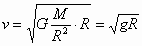 v = √(G M/R² · R) = √(gR)